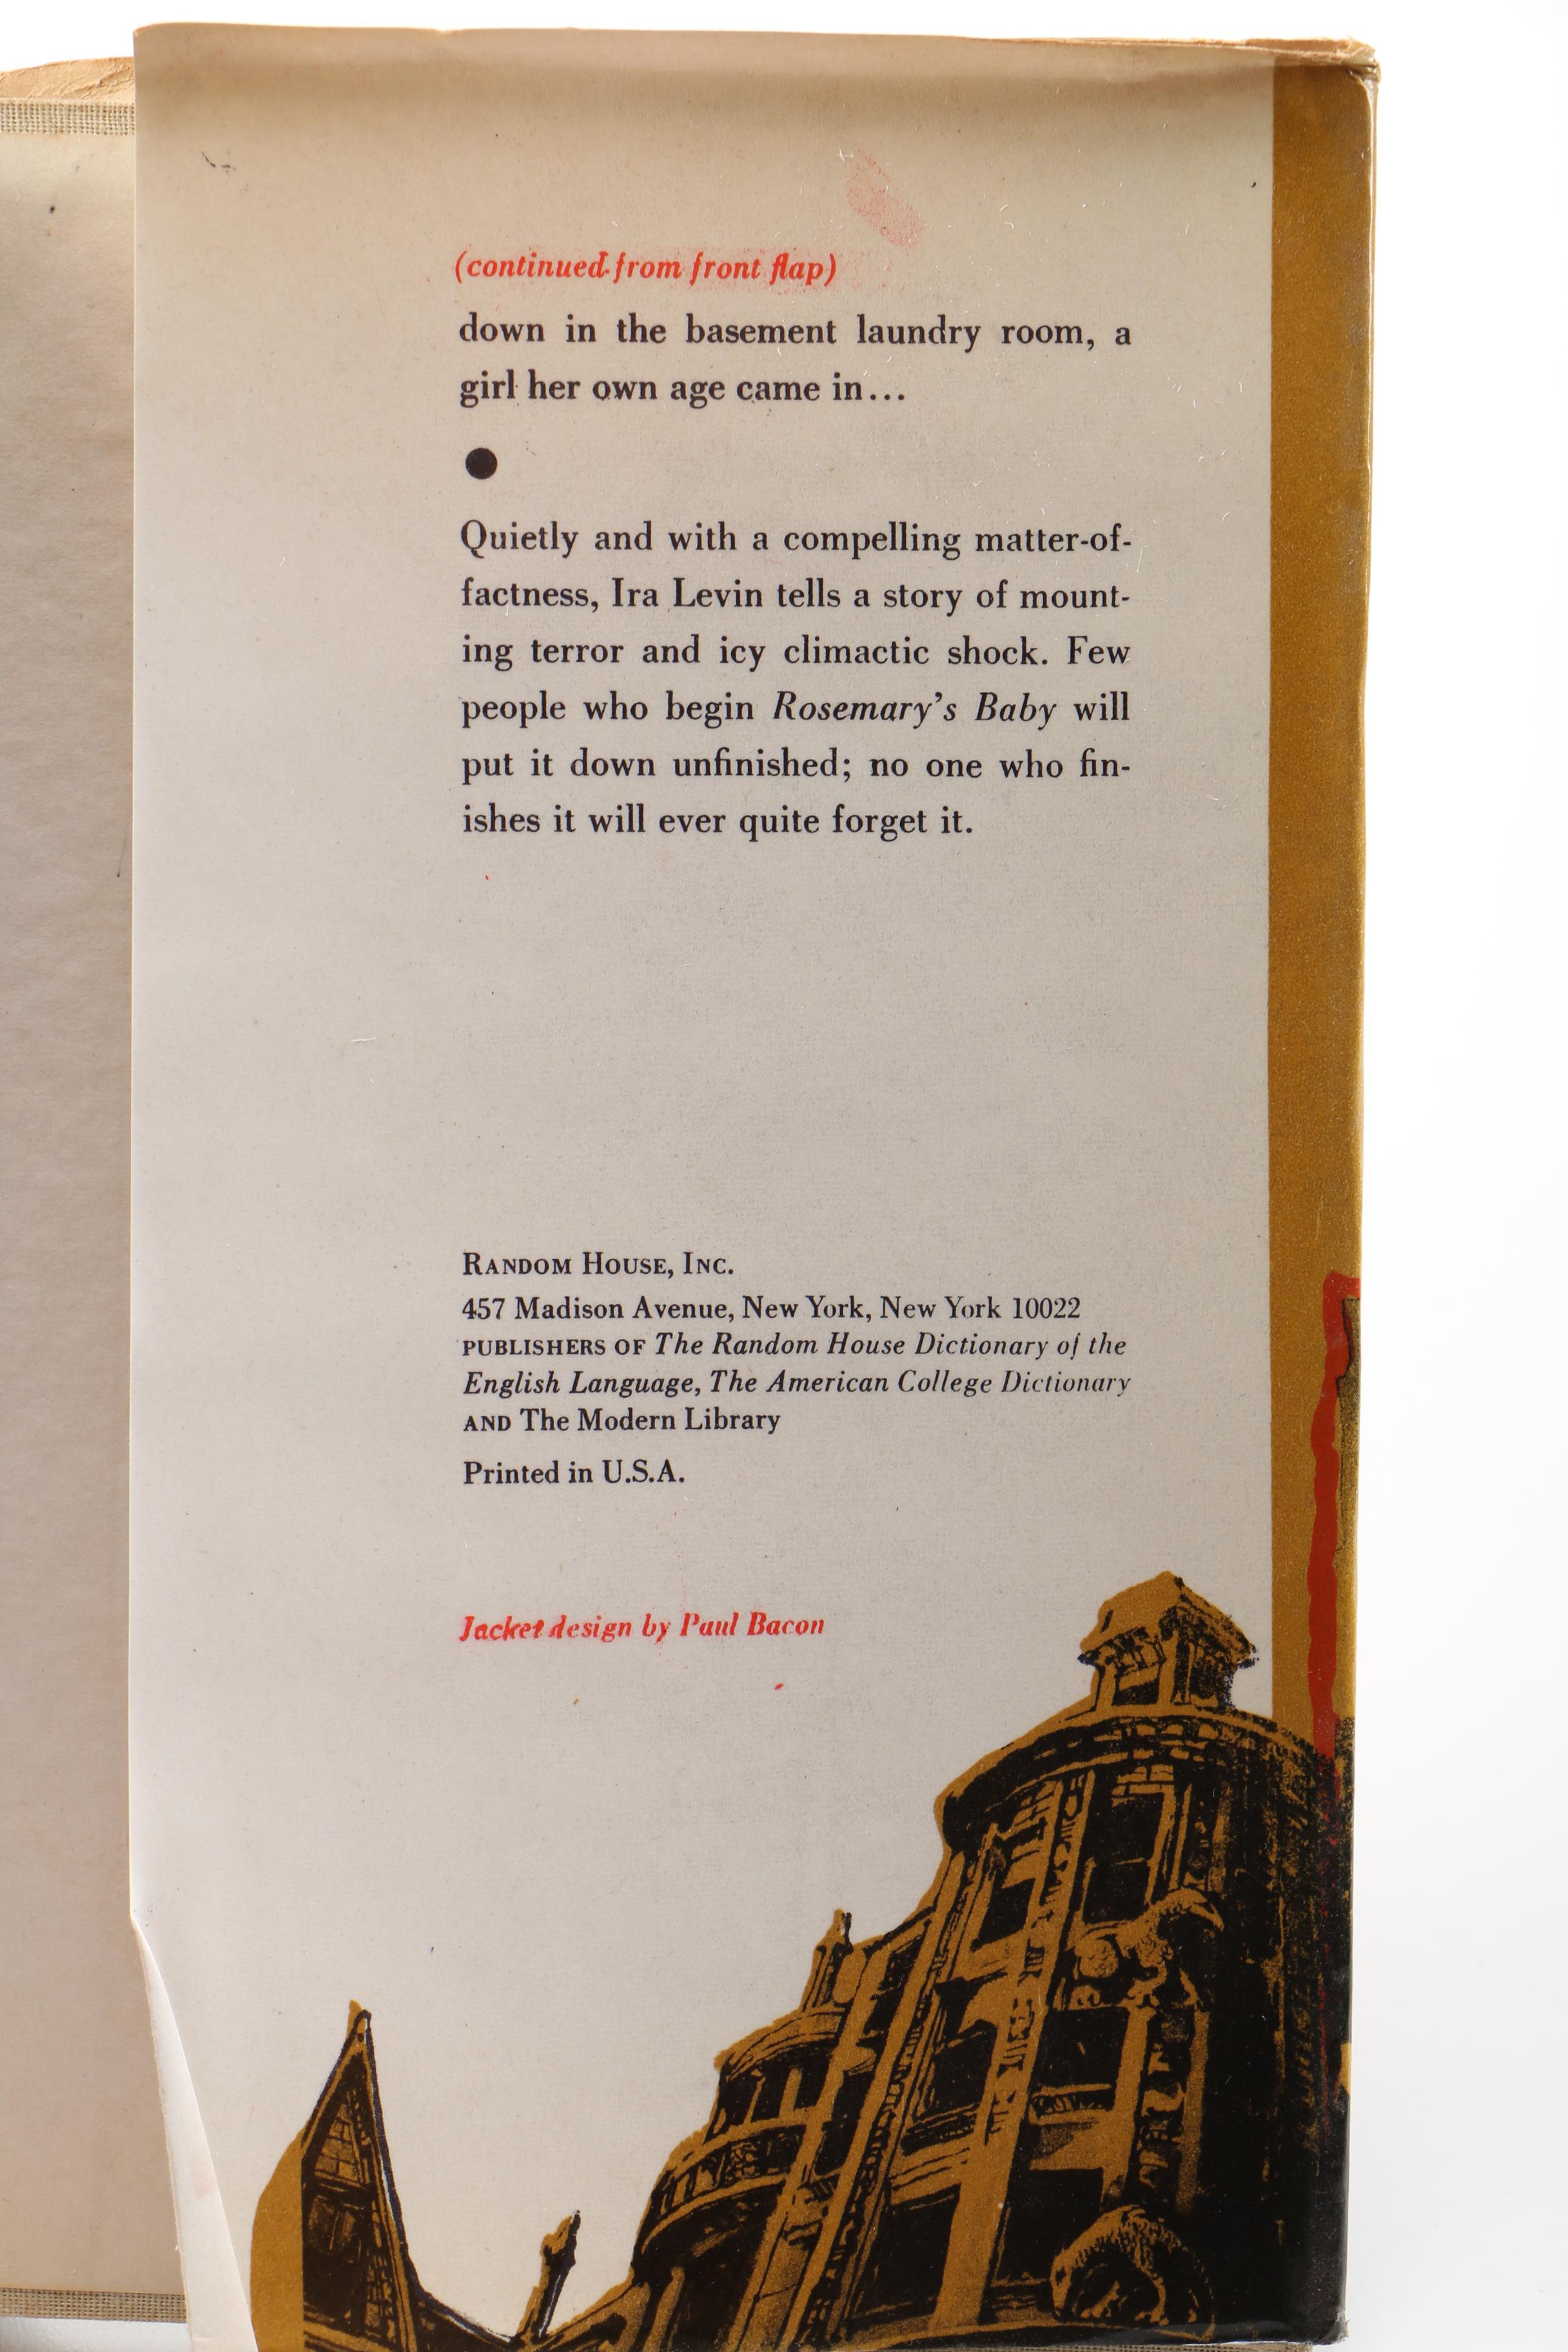 (continued from front flap)
down in the basement laundry room, a
girl her own age came in...
●
Quietly and with a compelling matter-of-
factness, Ira Levin tells a story of mount-
ing terror and icy climactic shock. Few
people who begin Rosemary's Baby will
put it down unfinished; no one who fin-
ishes it will ever quite forget it.
RANDOM HOUSE, INC.
457 Madison Avenue, New York, New York 10022
PUBLISHERS OF The Random House Dictionary of the
English Language, The American College Dictionary
AND The Modern Library
Printed in U.S.A.
Jacket design by Paul Bacon